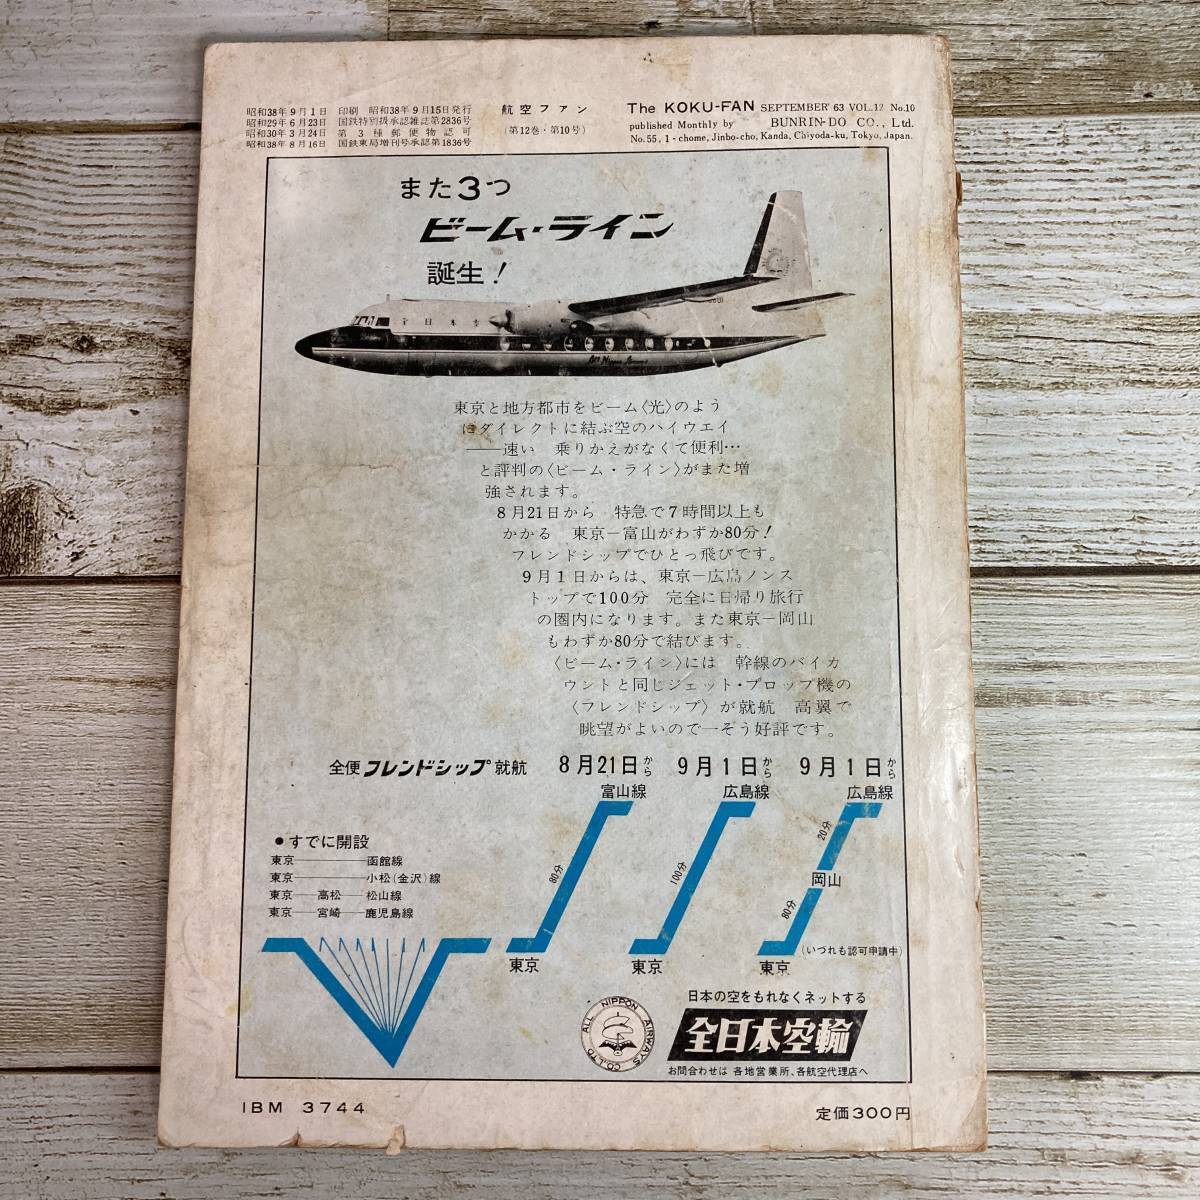 昭和38年9月1日 印刷 昭和38年9月15日発行
昭和29年6月23日 国鉄特別扱承認雑誌第2836号
昭和30年3月24日 第3種郵便物認可
昭和38年8月16日 国鉄東局増刊号承認第1836号
航空ファン
(第12巻・第10号)
The KOKU-FAN SEPTEMBER' 63 VOL.12 No.10
published Monthly by BUNRIN-DO CO., Ltd.
No.55, 1-chome, Jinbo-cho, Kanda, Chiyoda-ku, Tokyo, Japan.
また3つ
ビーム・ライン
誕生!
全日本空
All Nippon Airways
東京と地方都市をビーム〈光〉のよう
にダイレクトに結ぶ空のハイウエイ
——速い 乗りかえがなくて便利…
と評判の〈ビーム・ライン〉がまた増
強されます。
8月21日から 特急で7時間以上も
かかる 東京—富山がわずか80分!
フレンドシップでひとっ飛びです。
9月1日からは、東京—広島ノンス
トップで100分 完全に日帰り旅行
の圏内になります。また東京—岡山
もわずか80分で結びます。
〈ビーム・ライン〉には 幹線のバイカ
ウントと同じジェット・プロップ機の
〈フレンドシップ〉が就航 高翼で
眺望がよいので一そう好評です。
全便フレンドシップ就航
8月21日から
富山線
80分
東京
9月1日から
広島線
100分
東京
9月1日から
広島線
20分
岡山
80分
東京
(いづれも認可申請中)
●すでに開設
東京————函館線
東京————小松(金沢)線
東京——高松——松山線
東京——宮崎——鹿児島線
ALL NIPPON AIRWAYS CO.,LTD
日本の空をもれなくネットする
全日本空輸
お問合わせは 各地営業所、各航空代理店へ
IBM 3744
定価300円